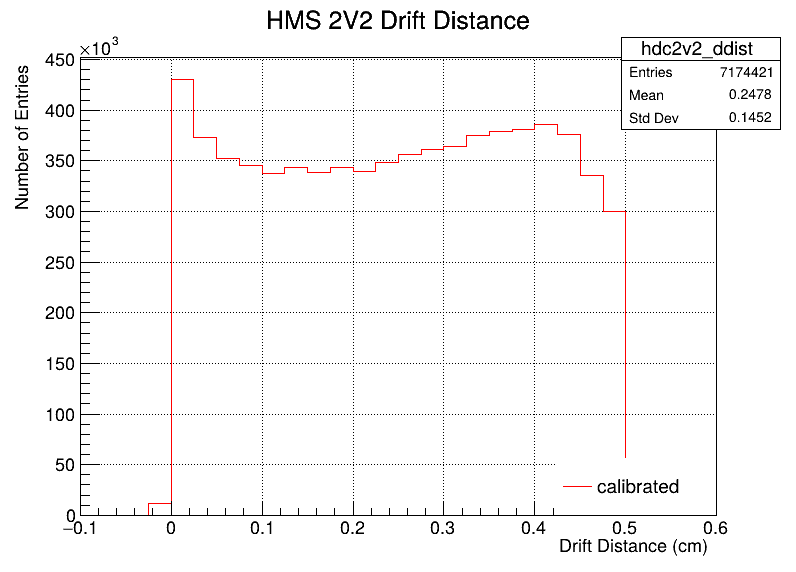 HMS 2V2 Drift Distance
×10³
hdc2v2_ddist
Entries 7174421
Mean 0.2478
Std Dev 0.1452
Number of Entries
450
400
350
300
250
200
150
100
50
0
calibrated
−0.1 0 0.1 0.2 0.3 0.4 0.5 0.6
Drift Distance (cm)